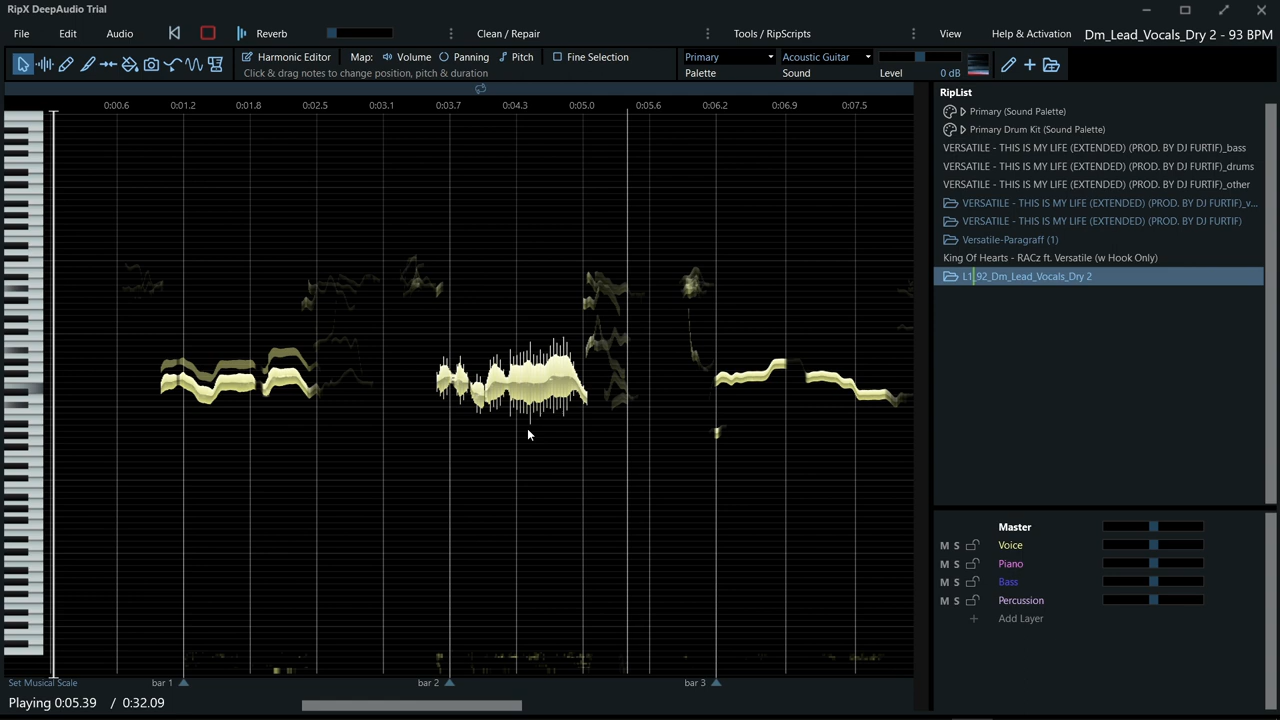 RipX DeepAudio Trial
File Edit Audio Reverb Clean / Repair Tools / RipScripts View Help & Activation Dm_Lead_Vocals_Dry 2 - 93 BPM
Harmonic Editor Map: Volume Panning Pitch Fine Selection Primary Acoustic Guitar
Click & drag notes to change position, pitch & duration Palette Sound Level 0 dB
RipList
0:00.6 0:01.2 0:01.8 0:02.5 0:03.1 0:03.7 0:04.3 0:05.0 0:05.6 0:06.2 0:06.9 0:07.5
Primary (Sound Palette)
Primary Drum Kit (Sound Palette)
VERSATILE - THIS IS MY LIFE (EXTENDED) (PROD. BY DJ FURTIF)_bass
VERSATILE - THIS IS MY LIFE (EXTENDED) (PROD. BY DJ FURTIF)_drums
VERSATILE - THIS IS MY LIFE (EXTENDED) (PROD. BY DJ FURTIF)_other
VERSATILE - THIS IS MY LIFE (EXTENDED) (PROD. BY DJ FURTIF)_v...
VERSATILE - THIS IS MY LIFE (EXTENDED) (PROD. BY DJ FURTIF)
Versatile-Paragraff (1)
King Of Hearts - RACz ft. Versatile (w Hook Only)
L1_92_Dm_Lead_Vocals_Dry 2
Master
M S Voice
M S Piano
M S Bass
M S Percussion
+ Add Layer
Set Musical Scale bar 1 bar 2 bar 3
Playing 0:05.39 / 0:32.09